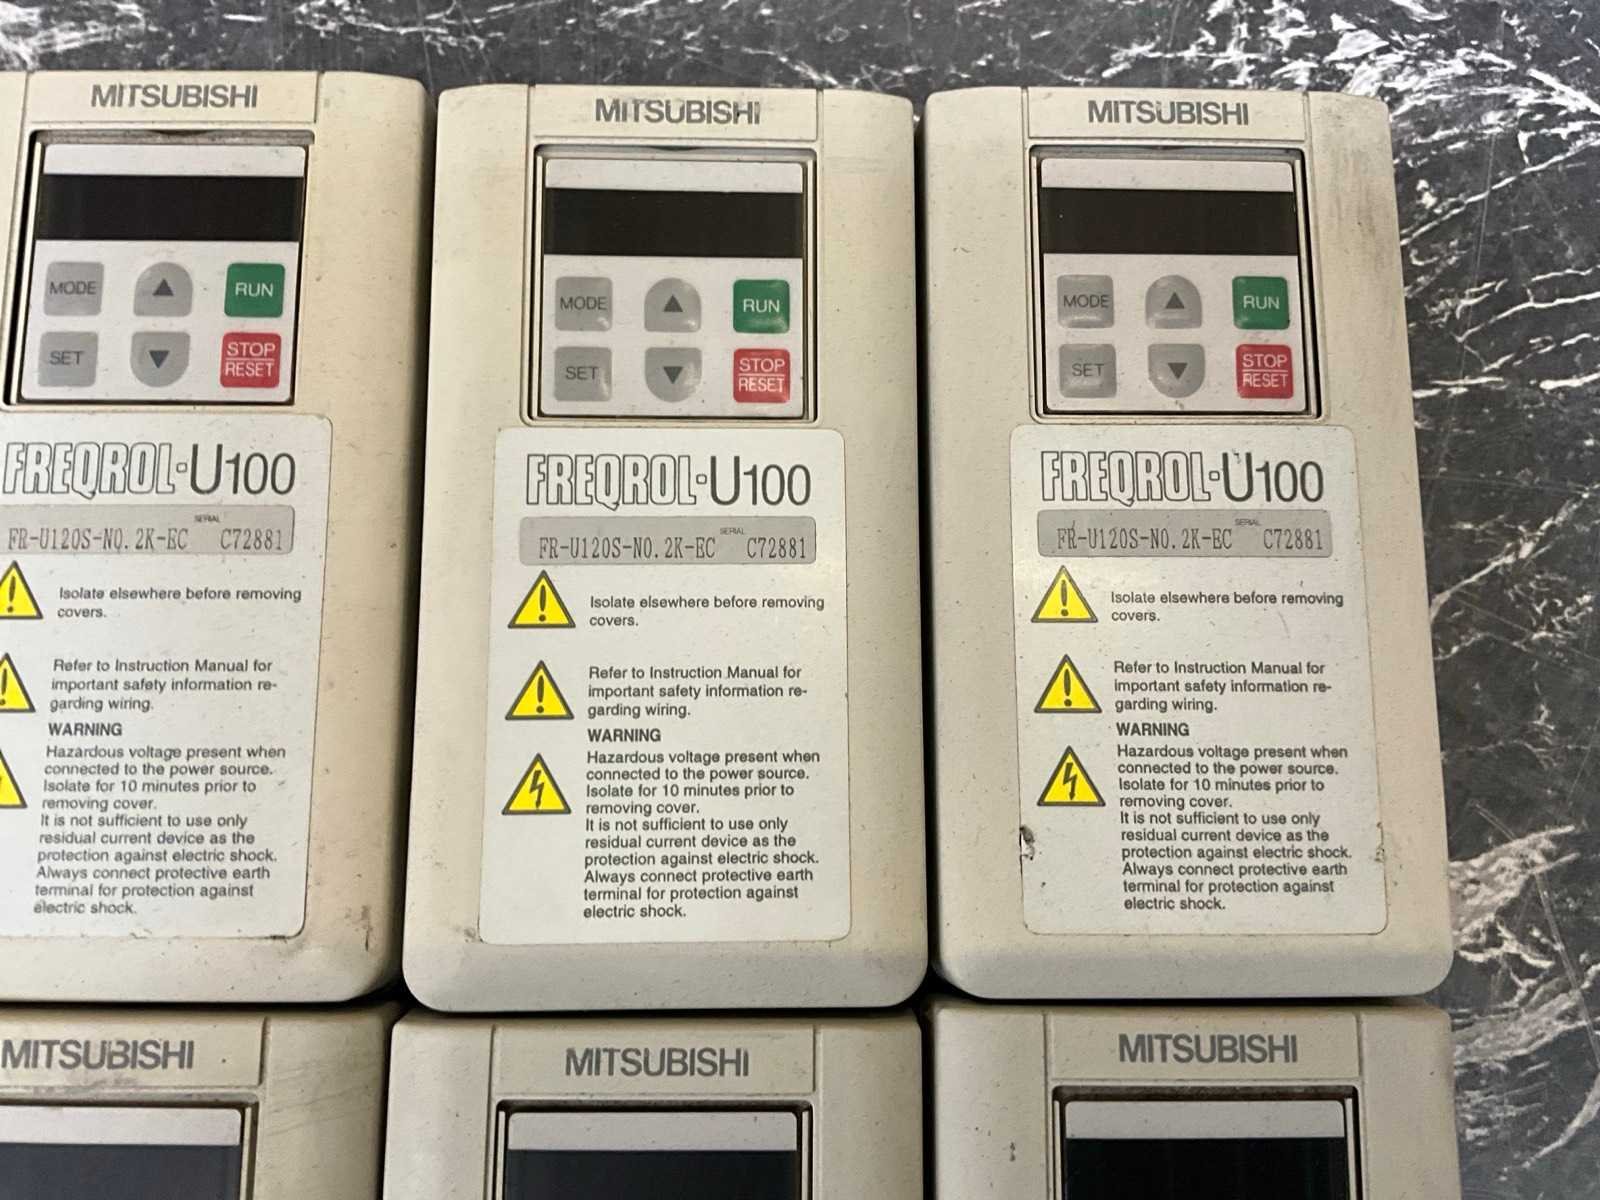 MITSUBISHI
MODE
RUN
SET
STOP
RESET
FREQROL-U100
SERIAL
FR-U120S-N0.2K-EC C72881
Isolate elsewhere before removing
covers.
Refer to Instruction Manual for
important safety information re-
garding wiring.
WARNING
Hazardous voltage present when
connected to the power source.
Isolate for 10 minutes prior to
removing cover.
It is not sufficient to use only
residual current device as the
protection against electric shock.
Always connect protective earth
terminal for protection against
electric shock.
MITSUBISHI
MODE
RUN
SET
STOP
RESET
FREQROL-U100
SERIAL
FR-U120S-N0.2K-EC C72881
Isolate elsewhere before removing
covers.
Refer to Instruction Manual for
important safety information re-
garding wiring.
WARNING
Hazardous voltage present when
connected to the power source.
Isolate for 10 minutes prior to
removing cover.
It is not sufficient to use only
residual current device as the
protection against electric shock.
Always connect protective earth
terminal for protection against
electric shock.
MITSUBISHI
MODE
RUN
SET
STOP
RESET
FREQROL-U100
SERIAL
FR-U120S-N0.2K-EC C72881
Isolate elsewhere before removing
covers.
Refer to Instruction Manual for
important safety information re-
garding wiring.
WARNING
Hazardous voltage present when
connected to the power source.
Isolate for 10 minutes prior to
removing cover.
It is not sufficient to use only
residual current device as the
protection against electric shock.
Always connect protective earth
terminal for protection against
electric shock.
MITSUBISHI
MITSUBISHI
MITSUBISHI